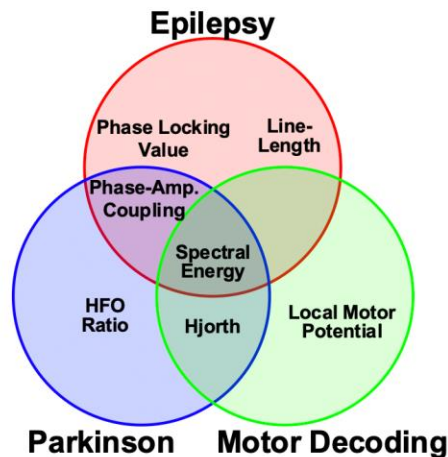 Epilepsy
Phase Locking
Value
Line-
Length
Phase-Amp.
Coupling
Spectral
Energy
HFO
Ratio
Hjorth
Local Motor
Potential
Parkinson
Motor Decoding